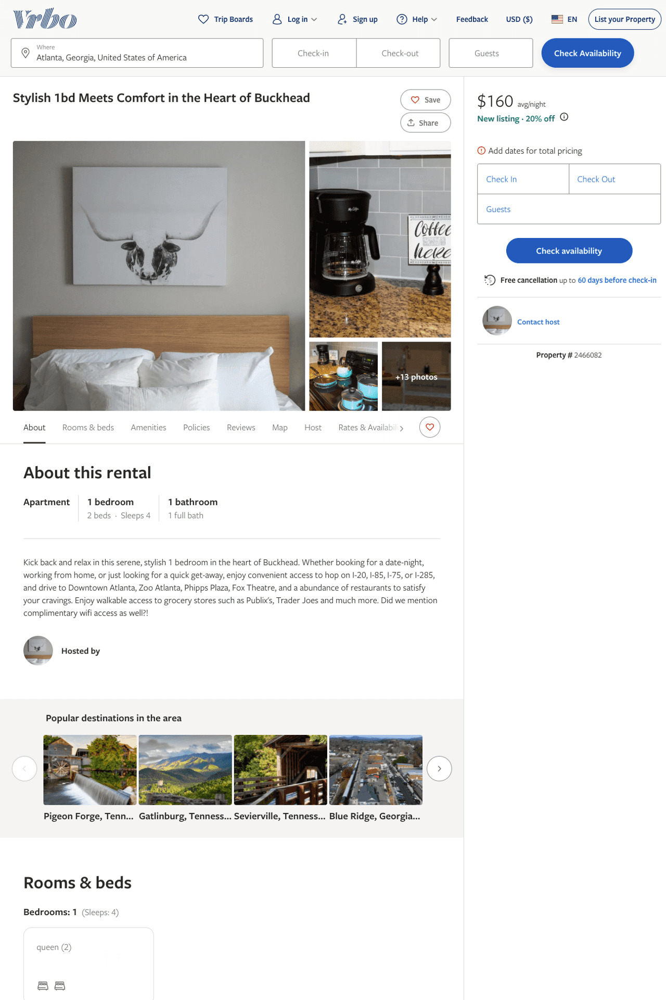 Vrbo
Trip Boards
Log in
Sign up
Help
Feedback
USD ($)
EN
List your Property
Where
Atlanta, Georgia, United States of America
Check-in
Check-out
Guests
Check Availability
Stylish 1bd Meets Comfort in the Heart of Buckhead
Save
Share
$160 avg/night
New listing · 20% off
Add dates for total pricing
Check In
Check Out
Guests
Check availability
Free cancellation up to 60 days before check-in
Contact host
Property # 2466082
Mr. Coffee
Coffee
here
+13 photos
About
Rooms & beds
Amenities
Policies
Reviews
Map
Host
Rates & Availabili
About this rental
Apartment
1 bedroom
2 beds · Sleeps 4
1 bathroom
1 full bath
Kick back and relax in this serene, stylish 1 bedroom in the heart of Buckhead. Whether booking for a date-night,
working from home, or just looking for a quick get-away, enjoy convenient access to hop on I-20, I-85, I-75, or I-285,
and drive to Downtown Atlanta, Zoo Atlanta, Phipps Plaza, Fox Theatre, and a abundance of restaurants to satisfy
your cravings. Enjoy walkable access to grocery stores such as Publix's, Trader Joes and much more. Did we mention
complimentary wifi access as well?!
Hosted by
Popular destinations in the area
Pigeon Forge, Tenn...
Gatlinburg, Tenness...
Sevierville, Tenness...
Blue Ridge, Georgia...
Rooms & beds
Bedrooms: 1 (Sleeps: 4)
queen (2)